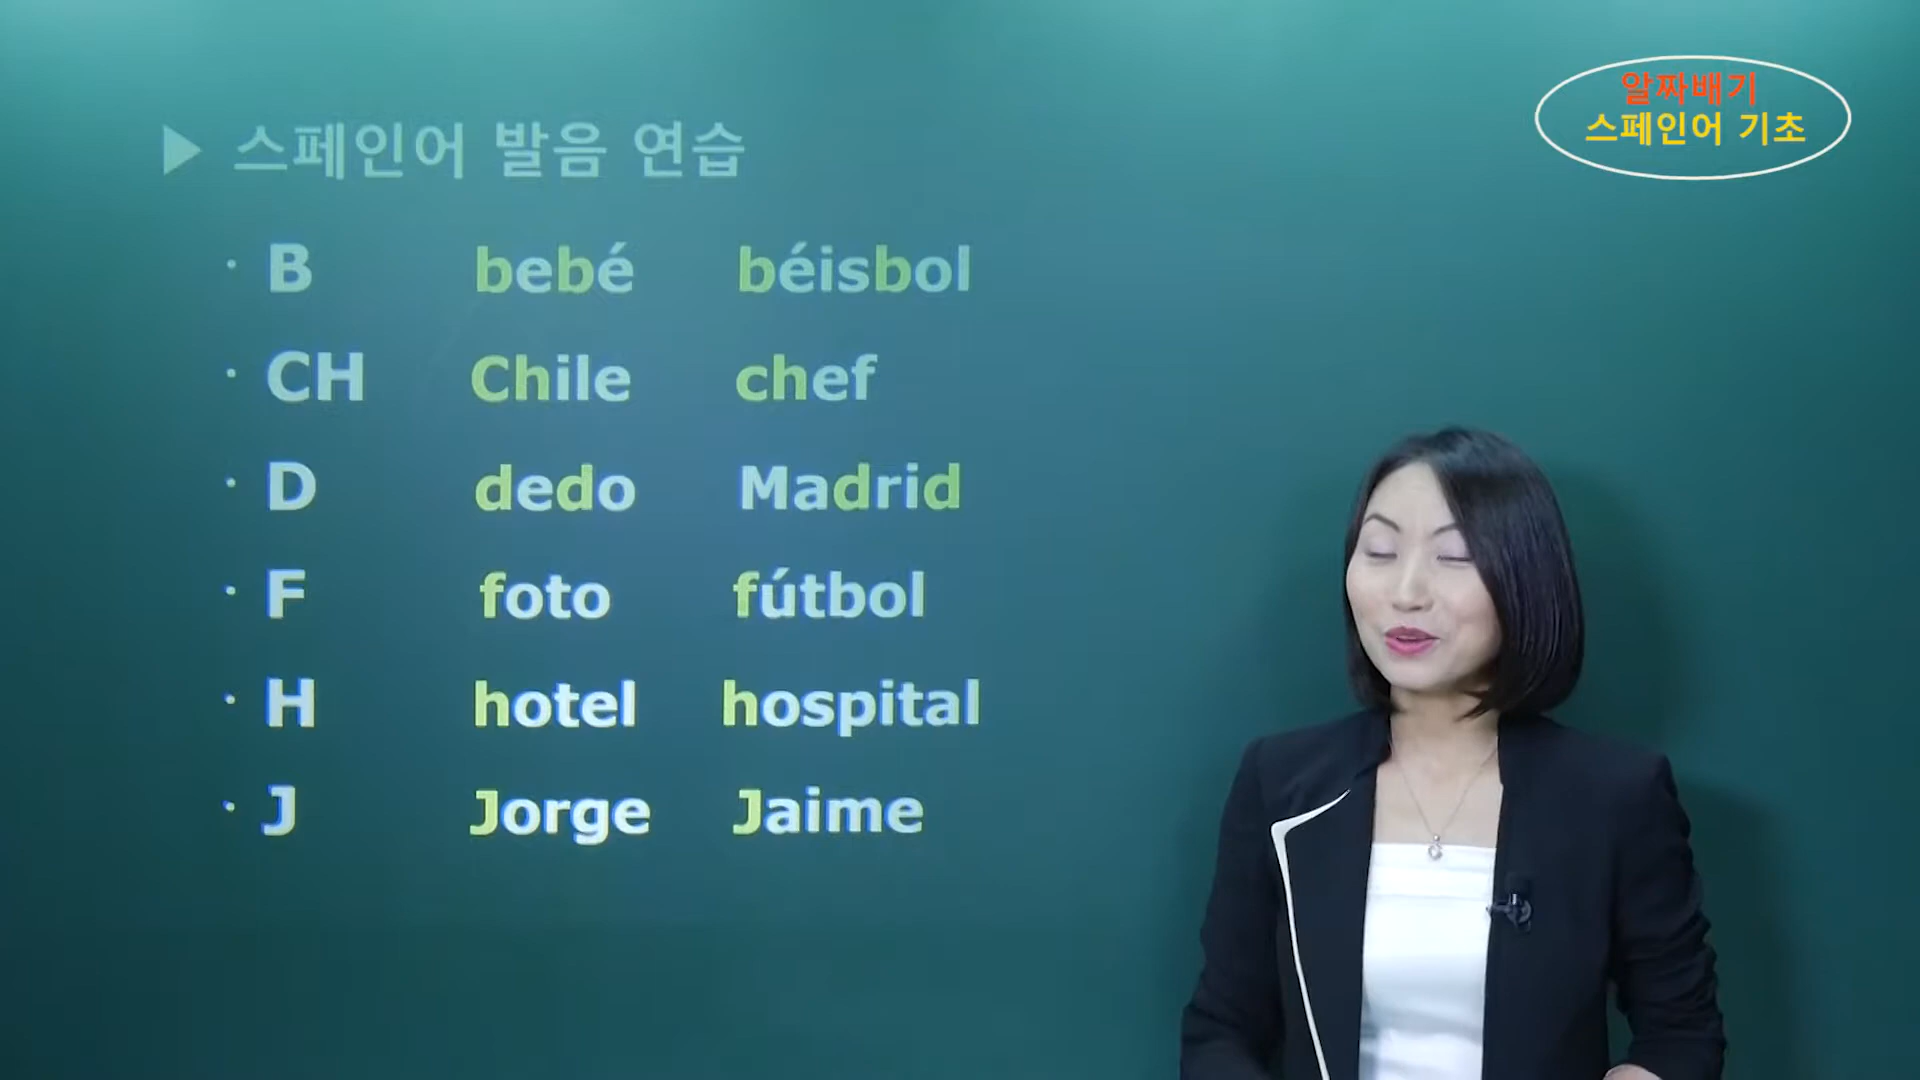 알짜배기
스페인어 기초
▶ 스페인어 발음 연습
· B bebé béisbol
· CH Chile chef
· D dedo Madrid
· F foto fútbol
· H hotel hospital
· J Jorge Jaime